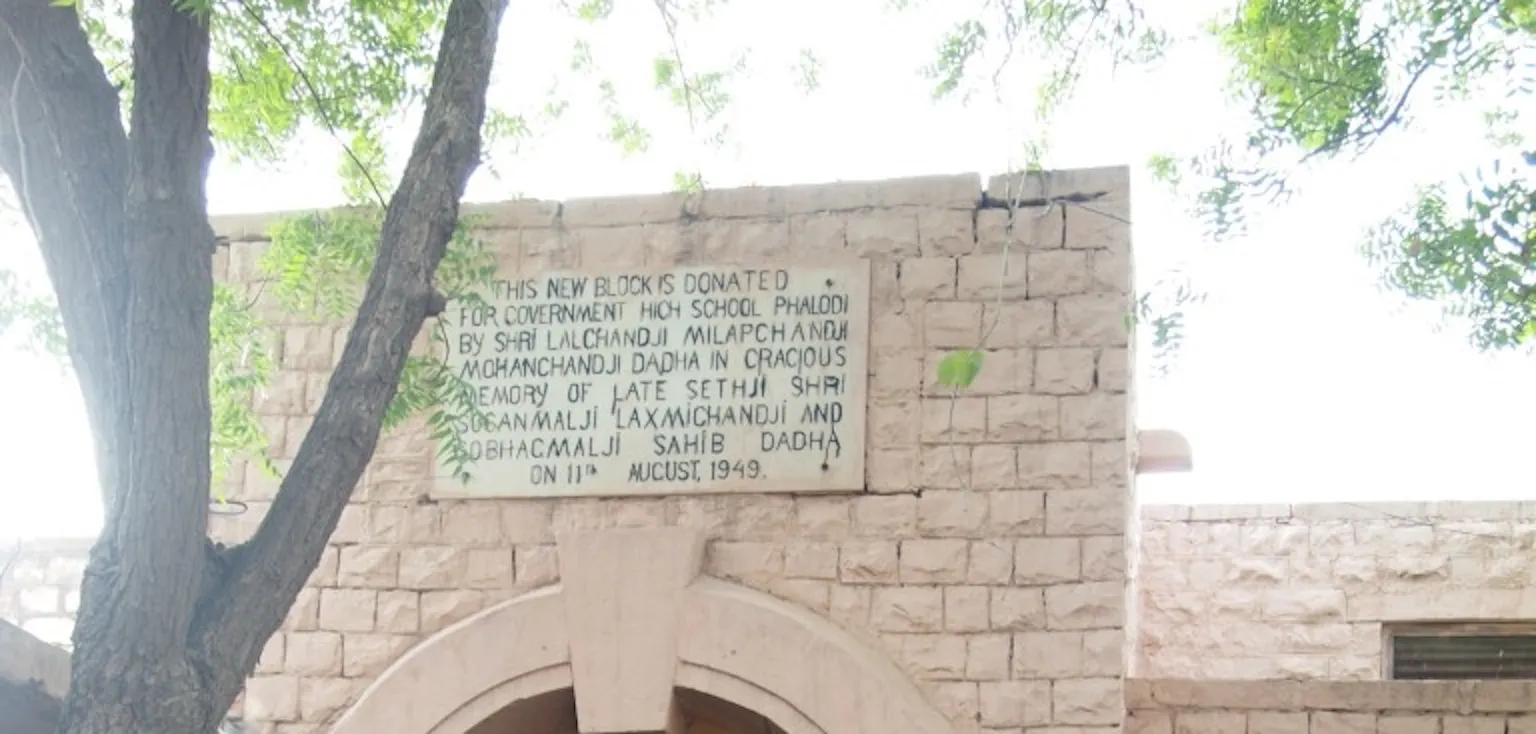 THIS NEW BLOCK IS DONATED
FOR GOVERNMENT HIGH SCHOOL PHALODI
BY SHRI LALCHANDJI MILAPCHANDJI
MOHANCHANDJI DADHA IN GRACIOUS
MEMORY OF LATE SETHJI SHRI
SOGANMALJI LAXMICHANDJI AND
SOBHAGMALJI SAHIB DADHA
ON 11TH AUGUST, 1949.